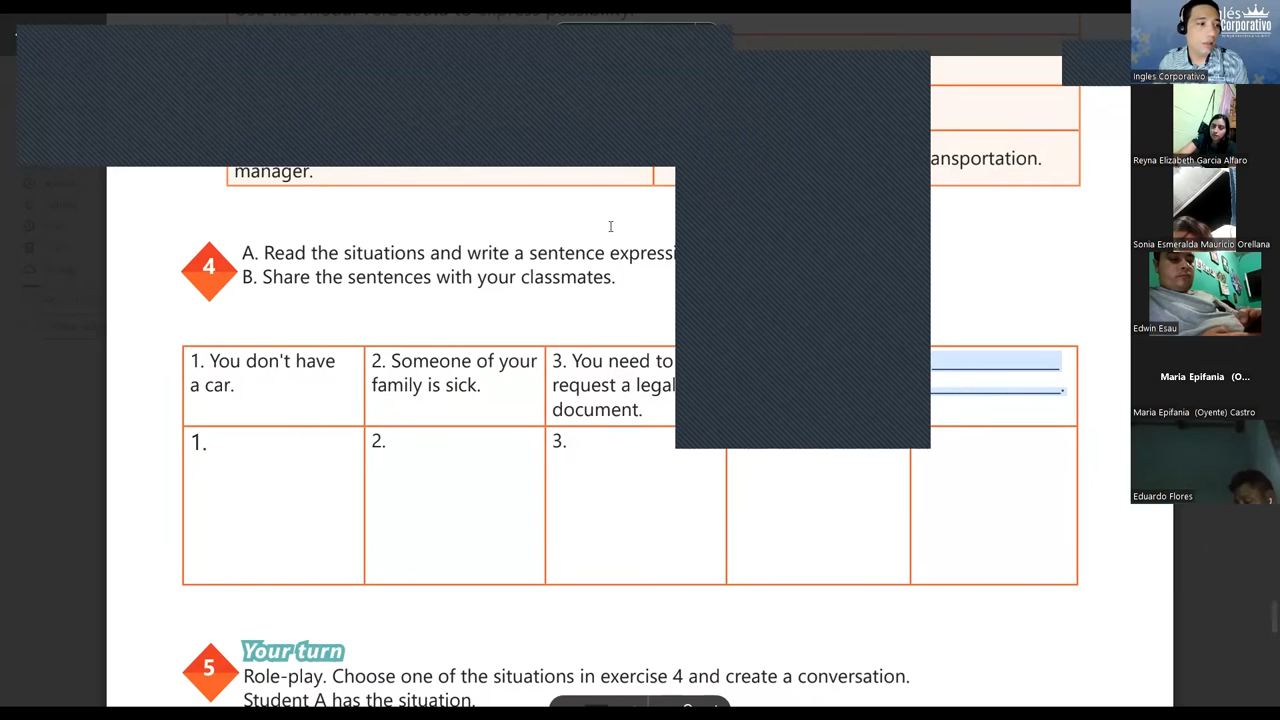 glés
Corporativo
Ingles Corporativo
Reyna Elizabeth Garcia Alfaro
Sonia Esmeralda Mauricio Orellana
Edwin Esau
Maria Epifania (O...
Maria Epifania (Oyente) Castro
Eduardo Flores
manager.
ansportation.
4
A. Read the situations and write a sentence expressi
B. Share the sentences with your classmates.
1. You don't have
a car.
2. Someone of your
family is sick.
3. You need to
request a legal
document.
1.
2.
3.
5
Your turn
Role-play. Choose one of the situations in exercise 4 and create a conversation.
Student A has the situation.